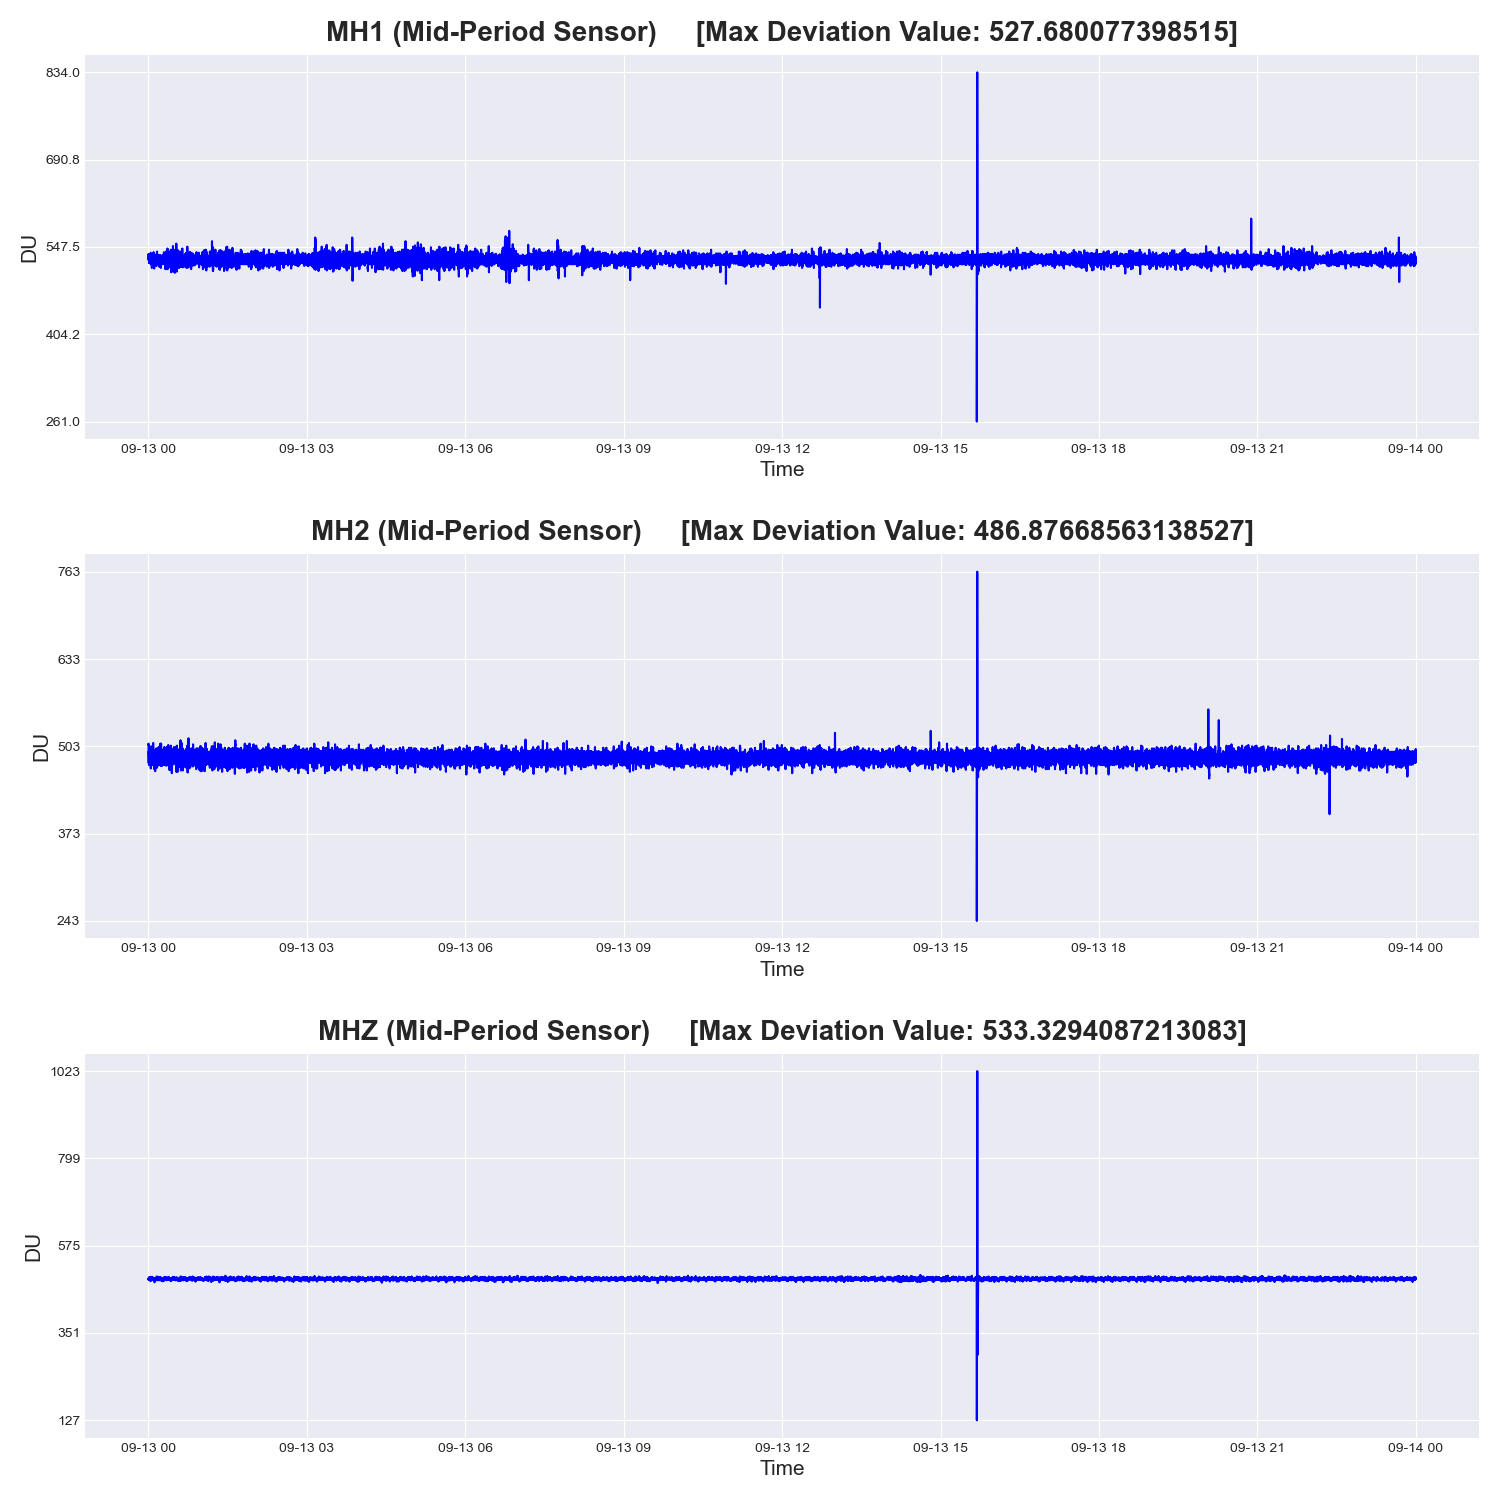 MH1 (Mid-Period Sensor) [Max Deviation Value: 527.680077398515]
834.0
690.8
547.5
404.2
261.0
DU
09-13 00 09-13 03 09-13 06 09-13 09 09-13 12 09-13 15 09-13 18 09-13 21 09-14 00
Time
MH2 (Mid-Period Sensor) [Max Deviation Value: 486.87668563138527]
763
633
503
373
243
DU
09-13 00 09-13 03 09-13 06 09-13 09 09-13 12 09-13 15 09-13 18 09-13 21 09-14 00
Time
MHZ (Mid-Period Sensor) [Max Deviation Value: 533.3294087213083]
1023
799
575
351
127
DU
09-13 00 09-13 03 09-13 06 09-13 09 09-13 12 09-13 15 09-13 18 09-13 21 09-14 00
Time